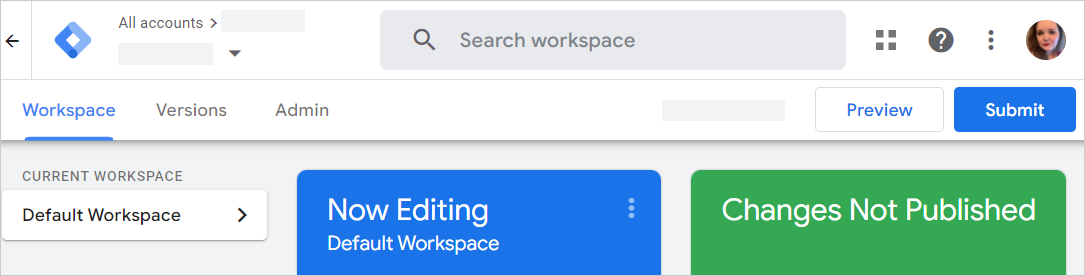 All accounts >
Search workspace
Workspace
Versions
Admin
Preview
Submit
CURRENT WORKSPACE
Default Workspace
Now Editing
Default Workspace
Changes Not Published